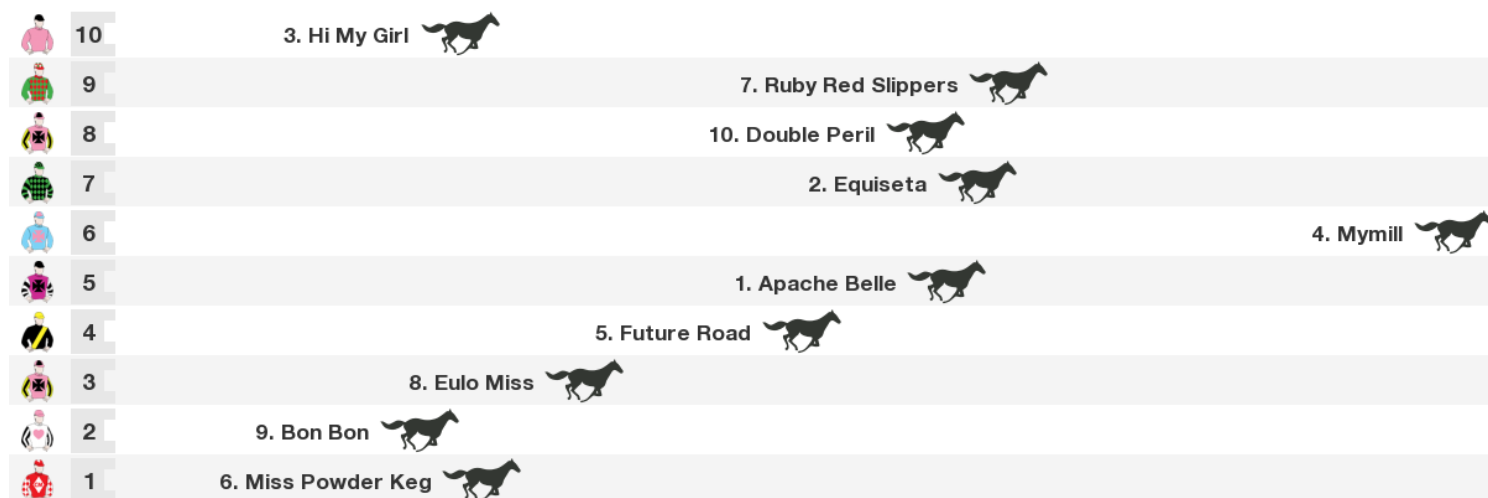 10 3. Hi My Girl
9 7. Ruby Red Slippers
8 10. Double Peril
7 2. Equiseta
6 4. Mymill
5 1. Apache Belle
4 5. Future Road
3 8. Eulo Miss
2 9. Bon Bon
1 6. Miss Powder Keg